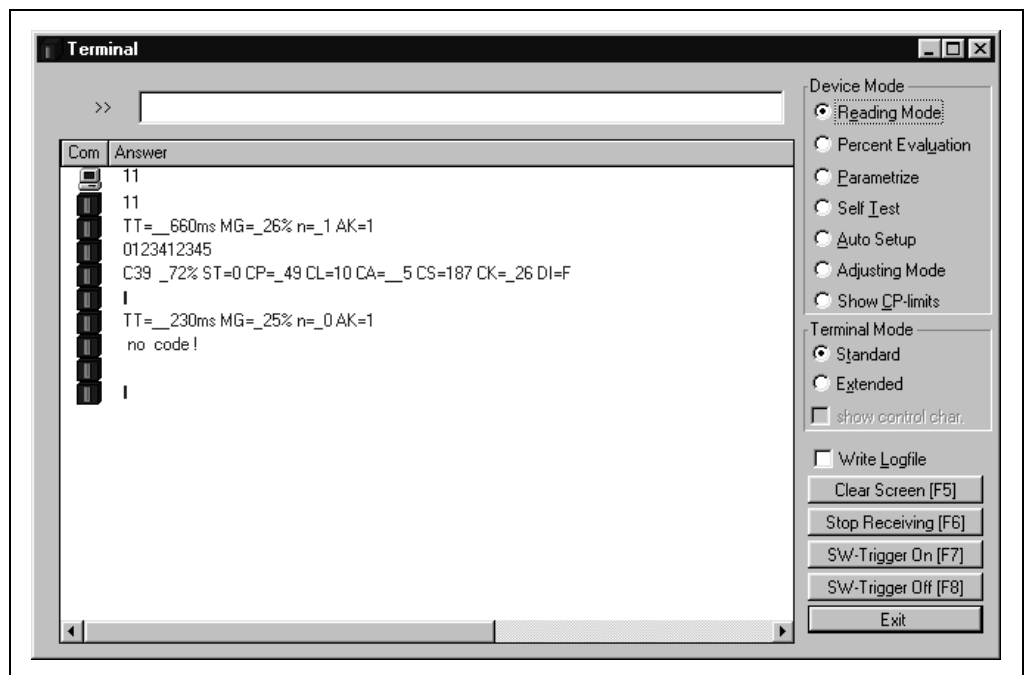 Terminal
>>
Com Answer
11
11
TT=__660ms MG=_26% n=_1 AK=1
0123412345
C39 _72% ST=0 CP=_49 CL=10 CA=__5 CS=187 CK=_26 DI=F
I
TT=__230ms MG=_25% n=_0 AK=1
no code!
I
Device Mode
Reading Mode
Percent Evaluation
Parametrize
Self Test
Auto Setup
Adjusting Mode
Show CP-limits
Terminal Mode
Standard
Extended
show control char.
Write Logfile
Clear Screen [F5]
Stop Receiving [F6]
SW-Trigger On [F7]
SW-Trigger Off [F8]
Exit